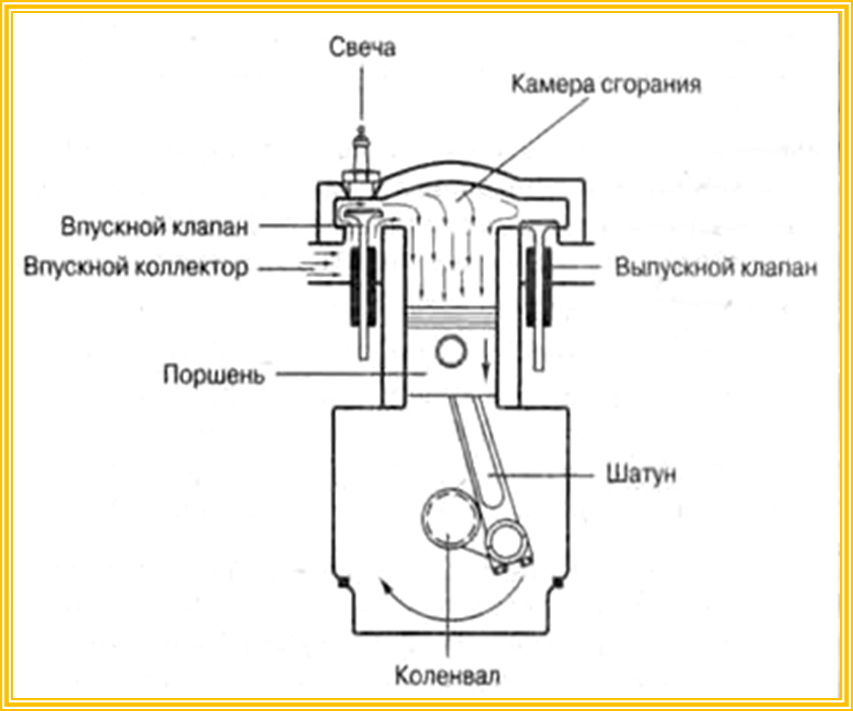 Свеча
Камера сгорания
Впускной клапан
Впускной коллектор
Выпускной клапан
Поршень
Шатун
Коленвал